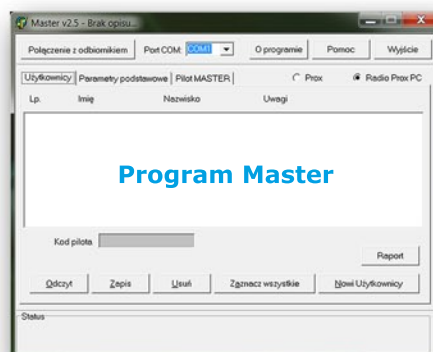 Master v2.5 - Brak opisu...
Połączenie z odbiornikiem Port COM: COM1 O programie Pomoc Wyjście
Użytkownicy Parametry podstawowe Pilot MASTER Prox Radio Prox PC
Lp. Imię Nazwisko Uwagi
Program Master
Kod pilota
Raport
Odczyt Zapis Usuń Zaznacz wszystkie Nowi Użytkownicy
Status